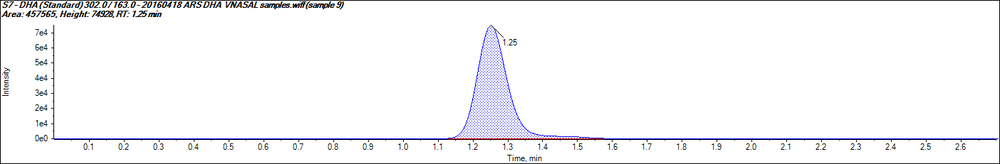 S7 - DHA (Standard) 302.0 / 163.0 - 20160418 ARS DHA VNASAL samples.wiff (sample 9)
Area: 457565, Height: 74928, RT: 1.25 min
7e4
6e4
5e4
4e4
3e4
2e4
1e4
0e0
Intensity
1.25
0.1 0.2 0.3 0.4 0.5 0.6 0.7 0.8 0.9 1.0 1.1 1.2 1.3 1.4 1.5 1.6 1.7 1.8 1.9 2.0 2.1 2.2 2.3 2.4 2.5 2.6
Time, min